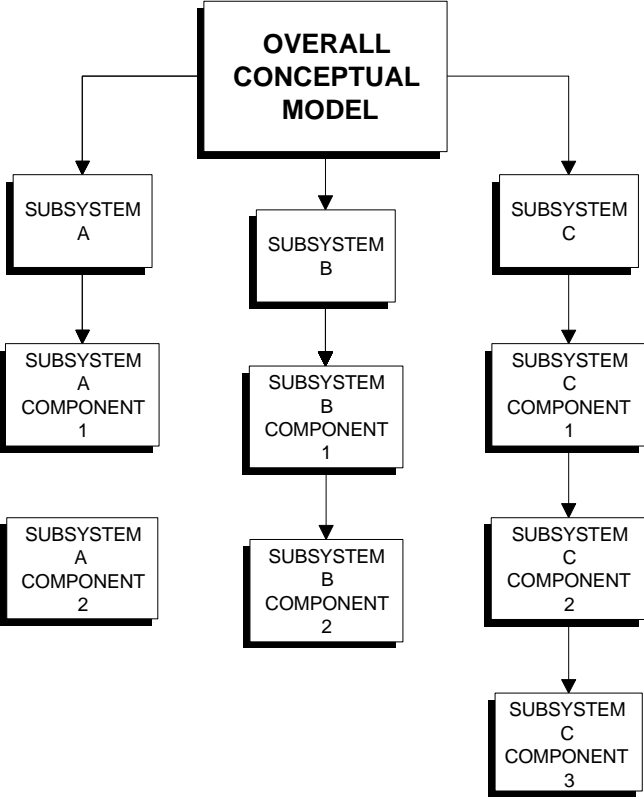 OVERALL
CONCEPTUAL
MODEL
SUBSYSTEM
A
SUBSYSTEM
B
SUBSYSTEM
C
SUBSYSTEM
A
COMPONENT
1
SUBSYSTEM
B
COMPONENT
1
SUBSYSTEM
C
COMPONENT
1
SUBSYSTEM
A
COMPONENT
2
SUBSYSTEM
B
COMPONENT
2
SUBSYSTEM
C
COMPONENT
2
SUBSYSTEM
C
COMPONENT
3